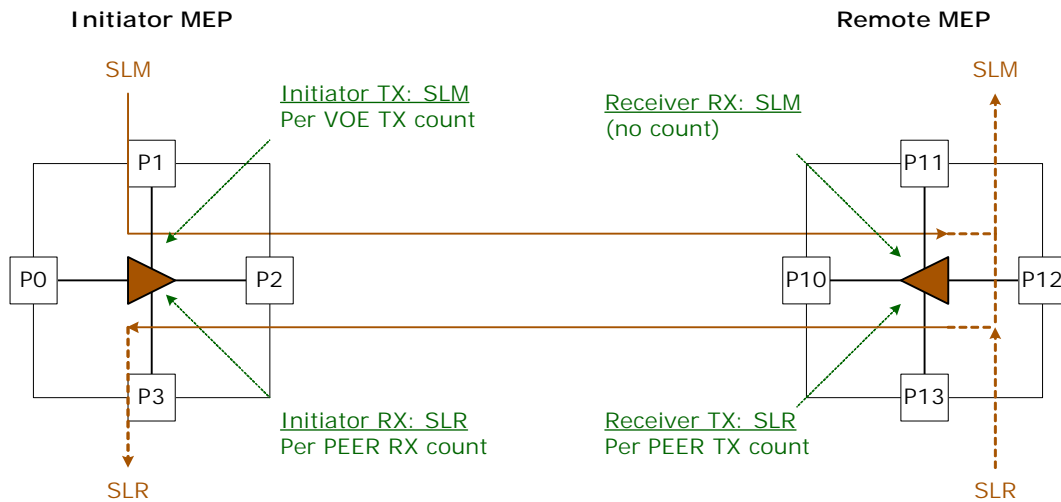 Initiator MEP
Remote MEP
SLM
SLM
Initiator TX: SLM
Per VOE TX count
Receiver RX: SLM
(no count)
P1
P11
P0
P2
P10
P12
P3
P13
Initiator RX: SLR
Per PEER RX count
Receiver TX: SLR
Per PEER TX count
SLR
SLR